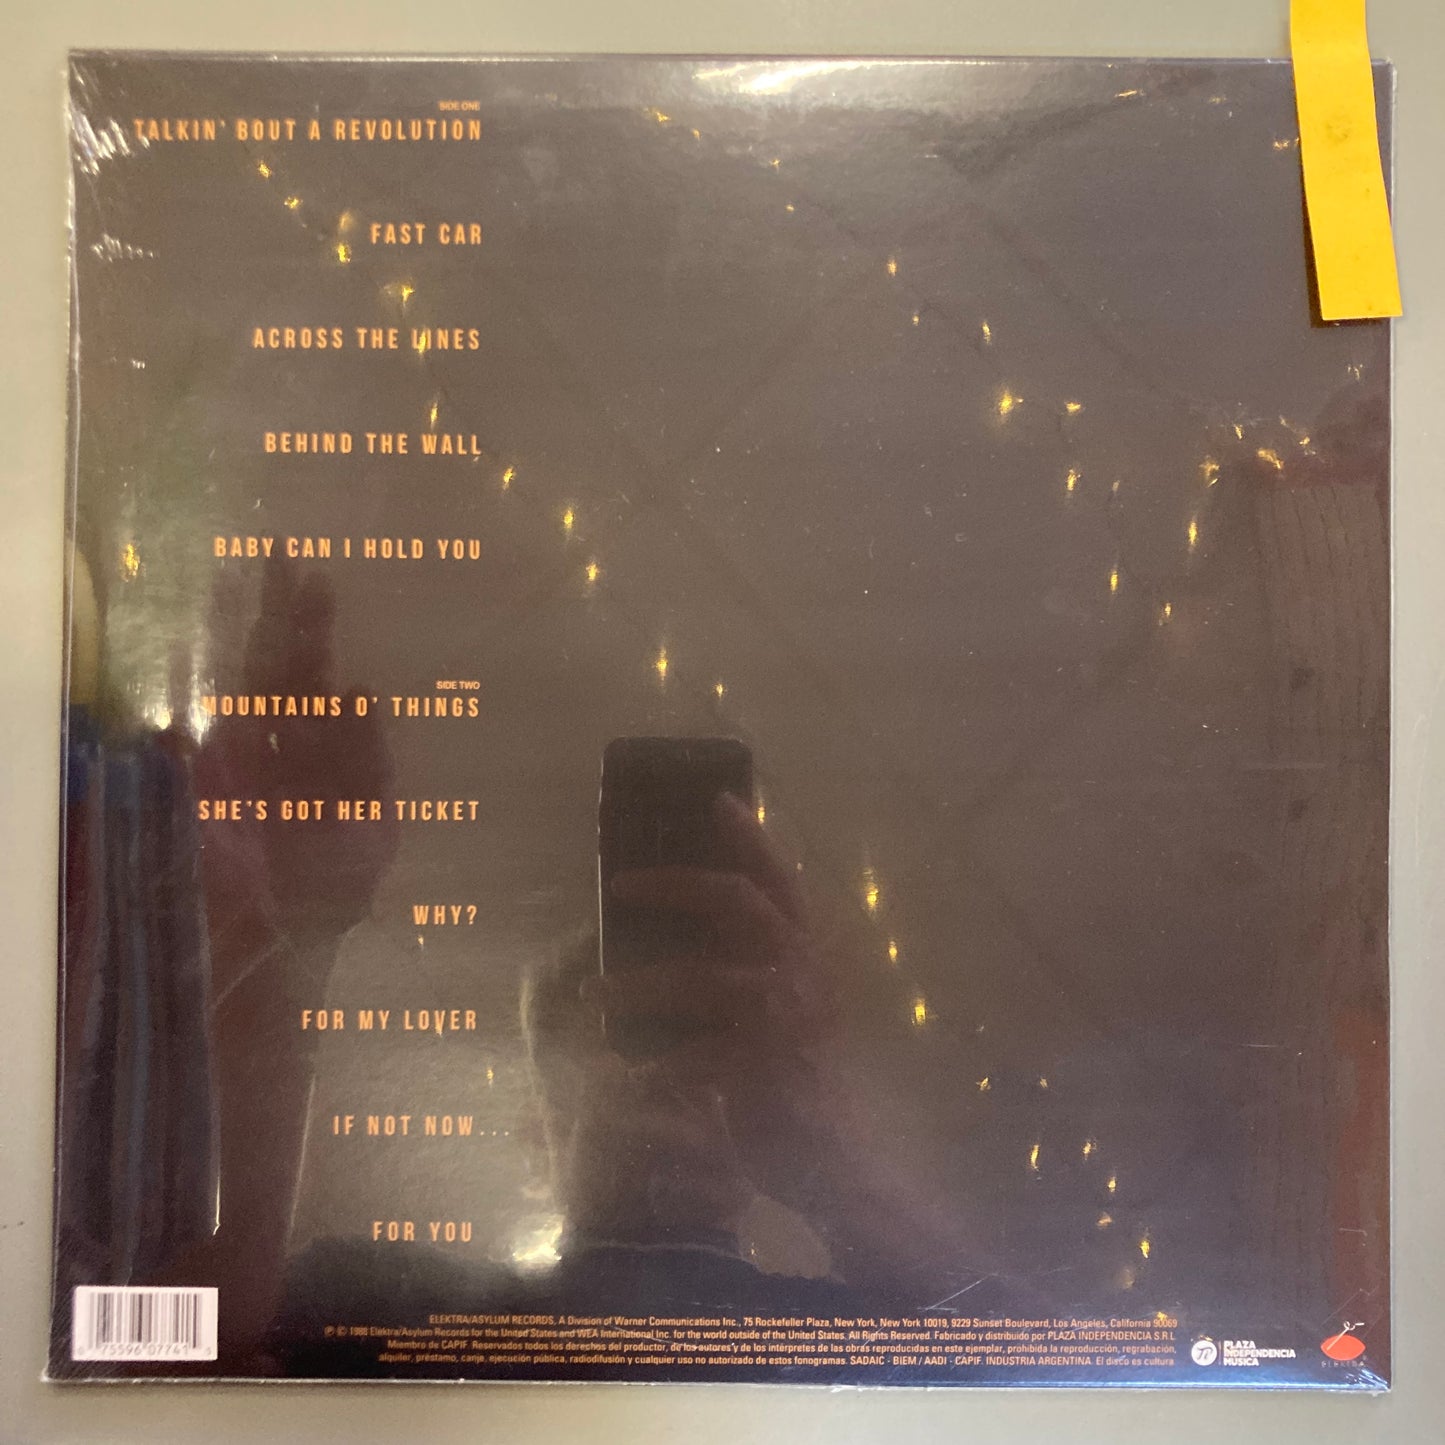 SIDE ONE
TALKIN' BOUT A REVOLUTION
FAST CAR
ACROSS THE LINES
BEHIND THE WALL
BABY CAN I HOLD YOU
SIDE TWO
MOUNTAINS O' THINGS
SHE'S GOT HER TICKET
WHY?
FOR MY LOVER
IF NOT NOW...
FOR YOU
ELEKTRA/ASYLUM RECORDS, A Division of Warner Communications Inc., 75 Rockefeller Plaza, New York, New York 10019, 9229 Sunset Boulevard, Los Angeles, California 90069
℗ © 1988 Elektra/Asylum Records for the United States and WEA International Inc. for the world outside of the United States. All Rights Reserved. Fabricado y distribuido por PLAZA INDEPENDENCIA S.R.L
Miembro de CAPIF. Reservados todos los derechos del productor, de los autores y de los intérpretes de las obras reproducidas en este ejemplar, prohibida la reproducción, regrabación,
alquiler, préstamo, canje, ejecución pública, radiodifusión y cualquier uso no autorizado de estos fonogramas. SADAIC - BIEM / AADI - CAPIF. INDUSTRIA ARGENTINA. El disco es cultura
0 75596 07741 5
PLAZA
INDEPENDENCIA
MUSICA
ELEKTRA